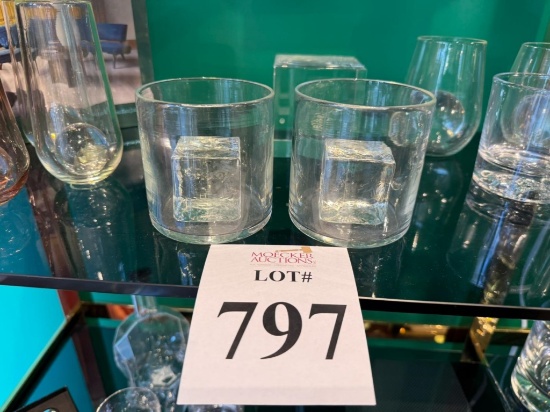 MOECKER
AUCTIONS
LOT#
797